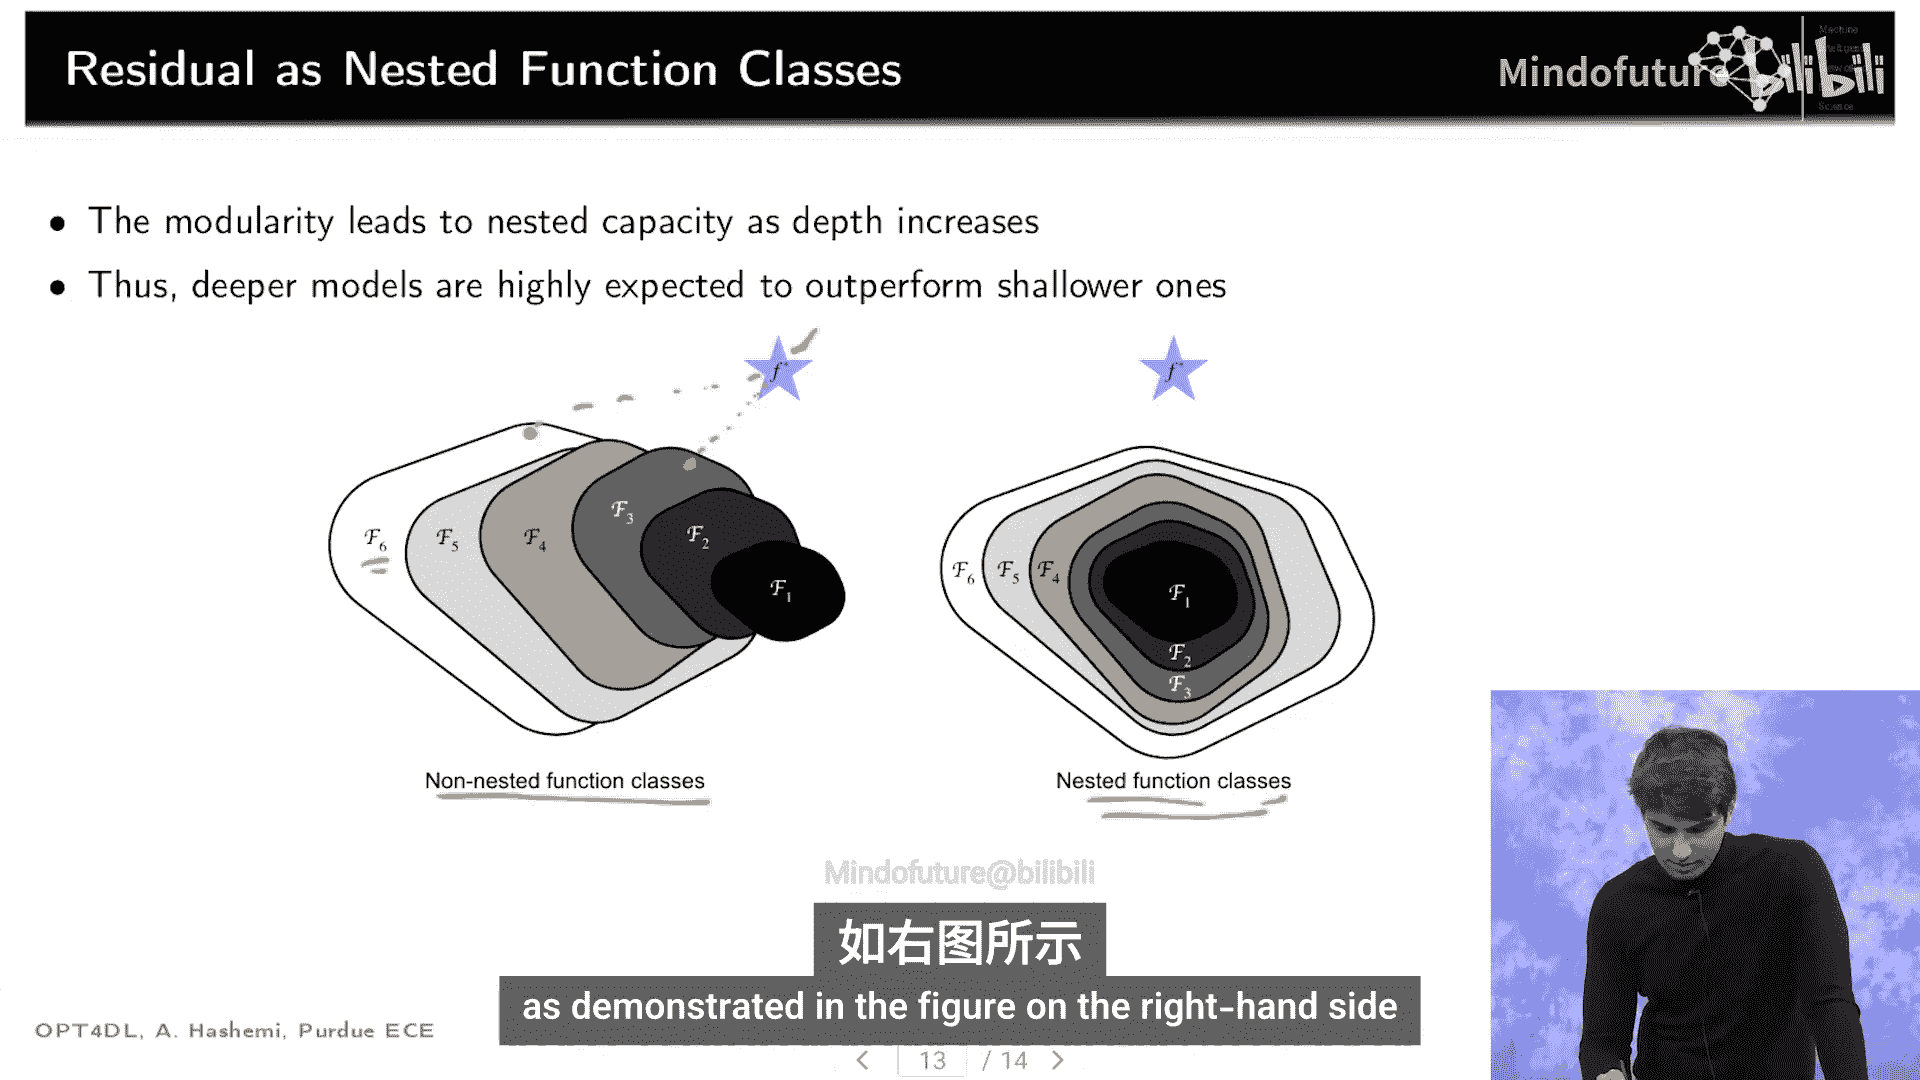 Residual as Nested Function Classes
Mindofuture
bilibili
Machine
Science
• The modularity leads to nested capacity as depth increases
• Thus, deeper models are highly expected to outperform shallower ones
f*
f*
F6
F5
F4
F3
F2
F1
F6
F5
F4
F1
F2
F3
Non-nested function classes
Nested function classes
Mindofuture@bilibili
如右图所示
as demonstrated in the figure on the right-hand side
OPT4DL, A. Hashemi, Purdue ECE
13 / 14